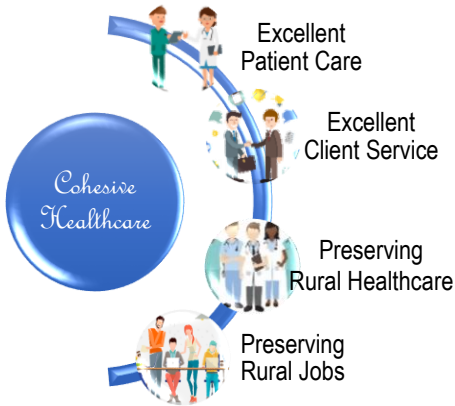 Cohesive
Healthcare
Excellent
Patient Care
Excellent
Client Service
Preserving
Rural Healthcare
Preserving
Rural Jobs